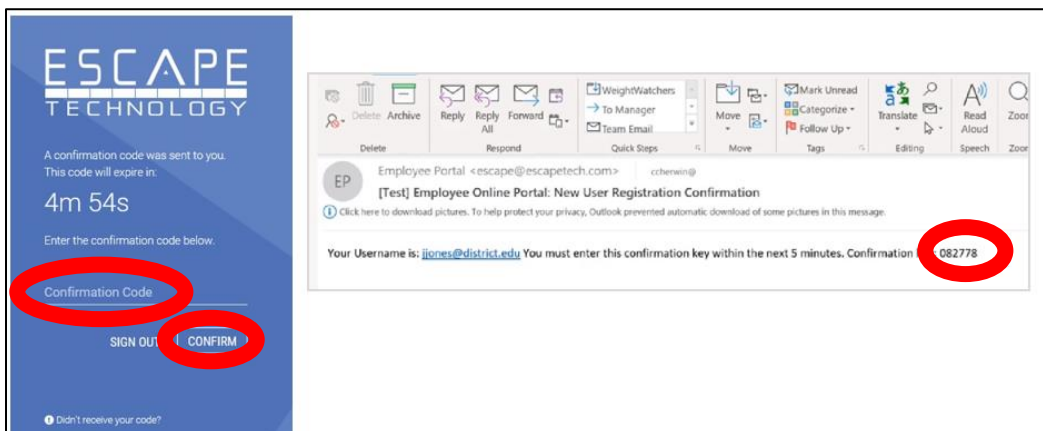 ESCAPE
TECHNOLOGY
A confirmation code was sent to you.
This code will expire in:
4m 54s
Enter the confirmation code below.
Confirmation Code
SIGN OUT CONFIRM
Didn't receive your code?
Delete Archive
Reply Reply All Forward
WeightWatchers
To Manager
Team Email
Move
Mark Unread
Categorize
Follow Up
Translate
Read Aloud
Zoor
Delete Respond Quick Steps Move Tags Editing Speech Zoor
EP
Employee Portal <escape@escapetech.com> ccherwin@
[Test] Employee Online Portal: New User Registration Confirmation
Click here to download pictures. To help protect your privacy, Outlook prevented automatic download of some pictures in this message.
Your Username is: jjones@district.edu You must enter this confirmation key within the next 5 minutes. Confirmation 082778